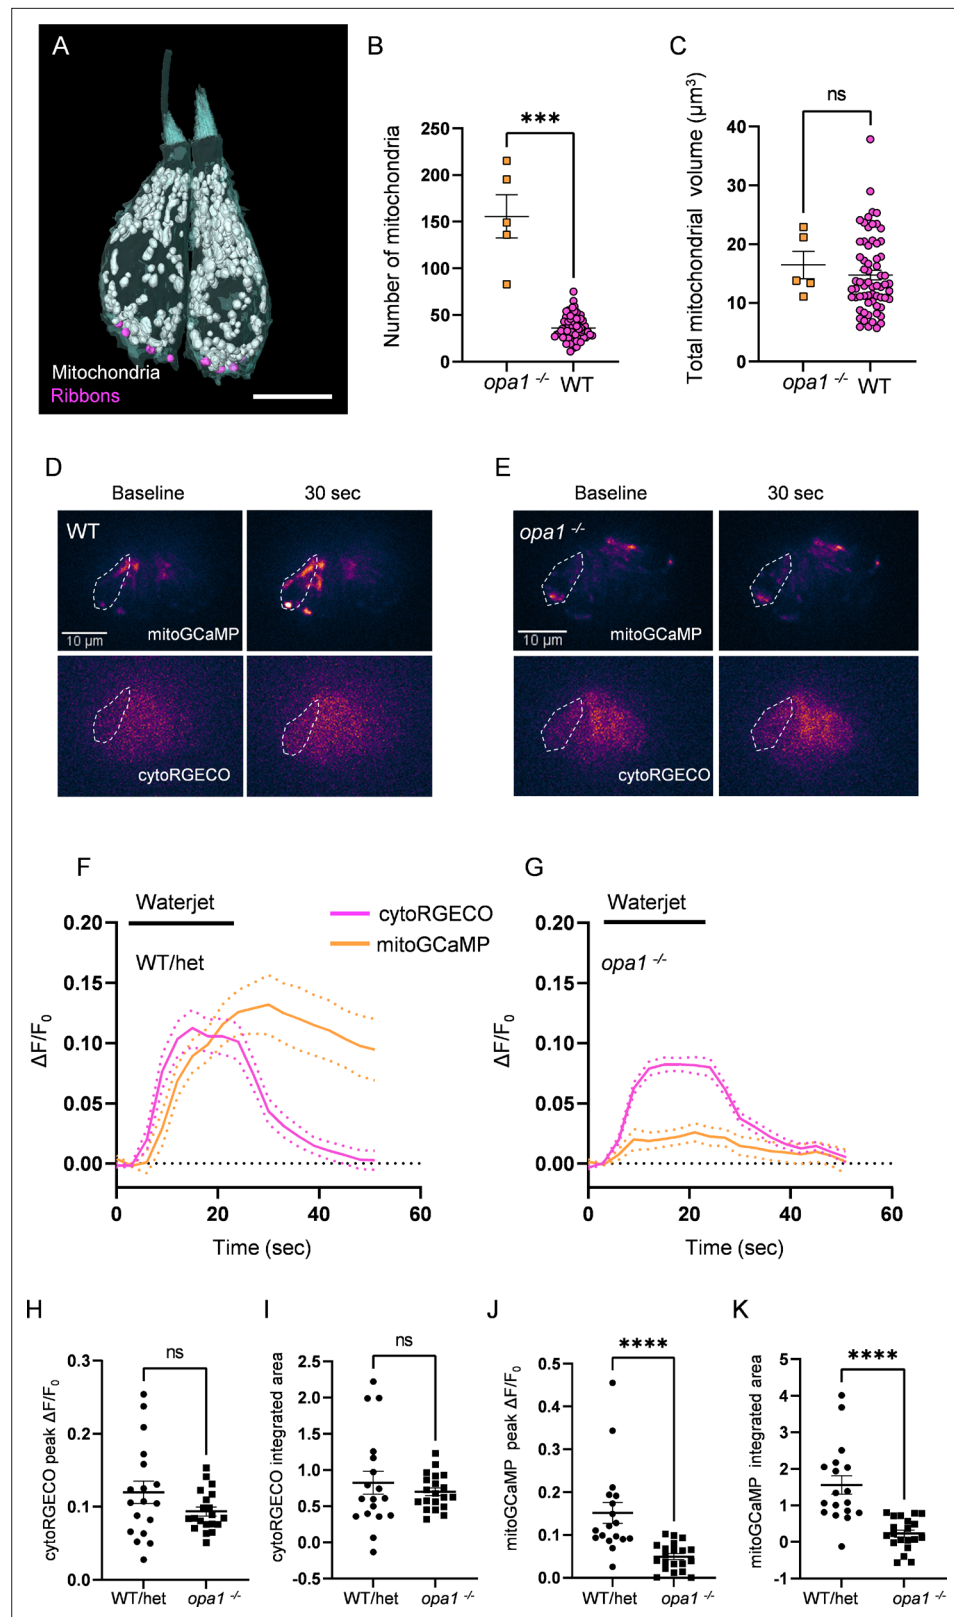 A
Mitochondria
Ribbons
B
***
Number of mitochondria
250
200
150
100
50
0
opa1 -/-
WT
C
ns
Total mitochondrial volume (µm³)
40
30
20
10
0
opa1 -/-
WT
D
Baseline
30 sec
WT
10 µm
mitoGCaMP
cytoRGECO
E
Baseline
30 sec
opa1 -/-
10 µm
mitoGCaMP
cytoRGECO
F
Waterjet
WT/het
cytoRGECO
mitoGCaMP
ΔF/F0
0.20
0.15
0.10
0.05
0.00
0
20
40
60
Time (sec)
G
Waterjet
opa1 -/-
ΔF/F0
0.20
0.15
0.10
0.05
0.00
0
20
40
60
Time (sec)
H
ns
cytoRGECO peak ΔF/F0
0.3
0.2
0.1
0.0
WT/het
opa1 -/-
I
ns
cytoRGECO integrated area
2.5
2.0
1.5
1.0
0.5
0.0
-0.5
WT/het
opa1 -/-
J
****
mitoGCaMP peak ΔF/F0
0.5
0.4
0.3
0.2
0.1
0.0
WT/het
opa1 -/-
K
****
mitoGCaMP integrated area
5
4
3
2
1
0
-1
WT/het
opa1 -/-